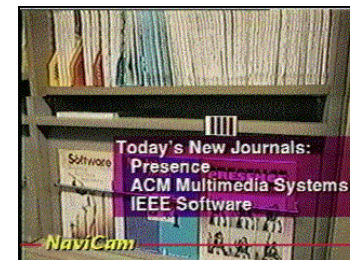 Today's New Journals:
Presence
ACM Multimedia Systems
IEEE Software
Software
NaviCam